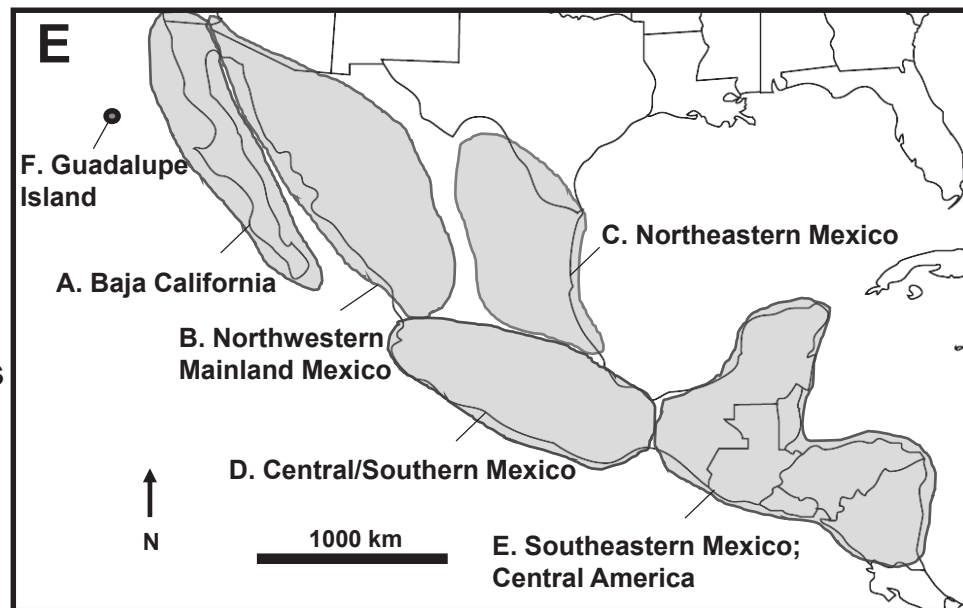 E
F. Guadalupe
Island
A. Baja California
B. Northwestern
Mainland Mexico
C. Northeastern Mexico
D. Central/Southern Mexico
E. Southeastern Mexico;
Central America
N
1000 km
s